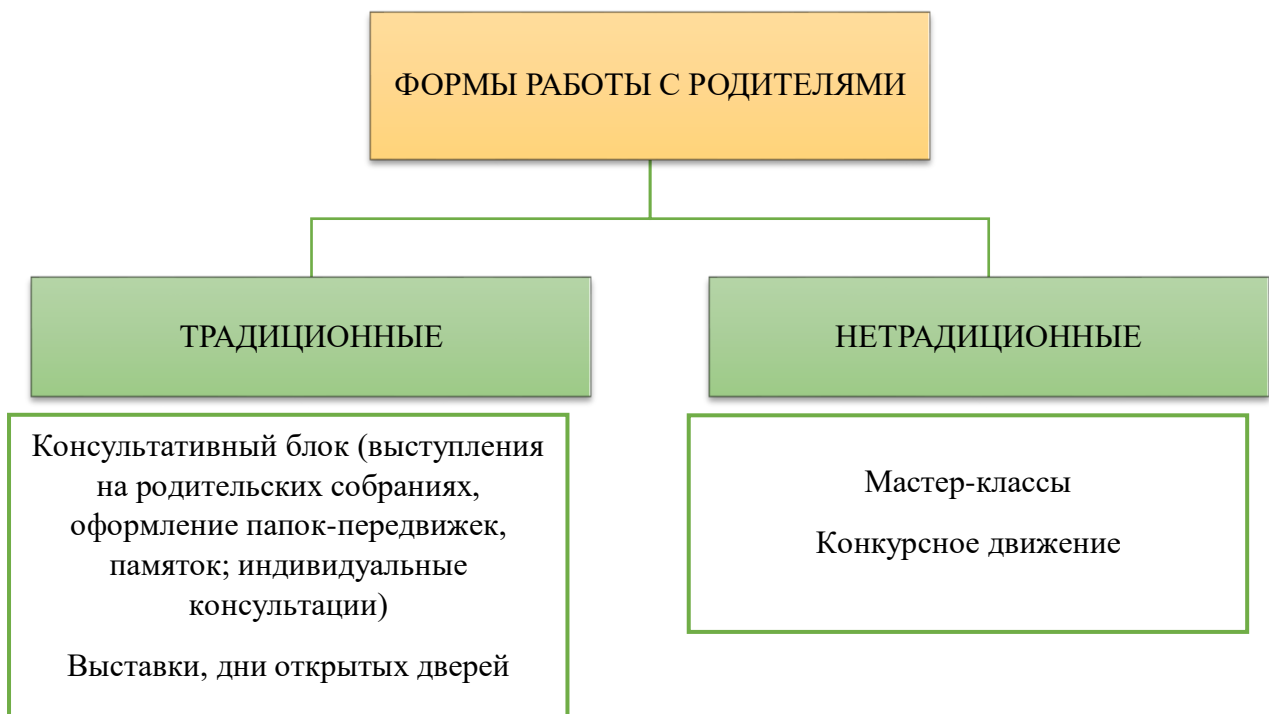 ФОРМЫ РАБОТЫ С РОДИТЕЛЯМИ
ТРАДИЦИОННЫЕ
Консультативный блок (выступления
на родительских собраниях,
оформление папок-передвижек,
памяток; индивидуальные
консультации)
Выставки, дни открытых дверей
НЕТРАДИЦИОННЫЕ
Мастер-классы
Конкурсное движение